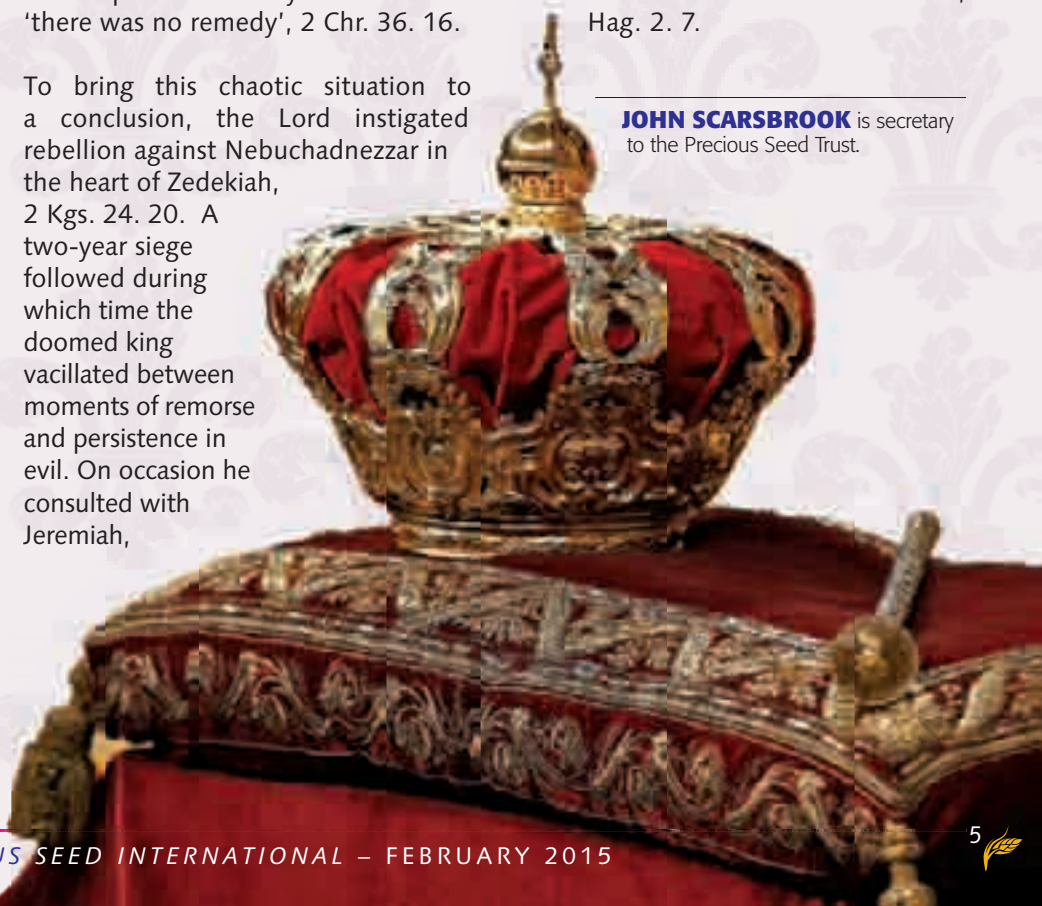 'there was no remedy', 2 Chr. 36. 16.
To bring this chaotic situation to
a conclusion, the Lord instigated
rebellion against Nebuchadnezzar in
the heart of Zedekiah,
2 Kgs. 24. 20. A
two-year siege
followed during
which time the
doomed king
vacillated between
moments of remorse
and persistence in
evil. On occasion he
consulted with
Jeremiah,
Hag. 2. 7.
JOHN SCARSBROOK is secretary
to the Precious Seed Trust.
US SEED INTERNATIONAL – FEBRUARY 2015
5